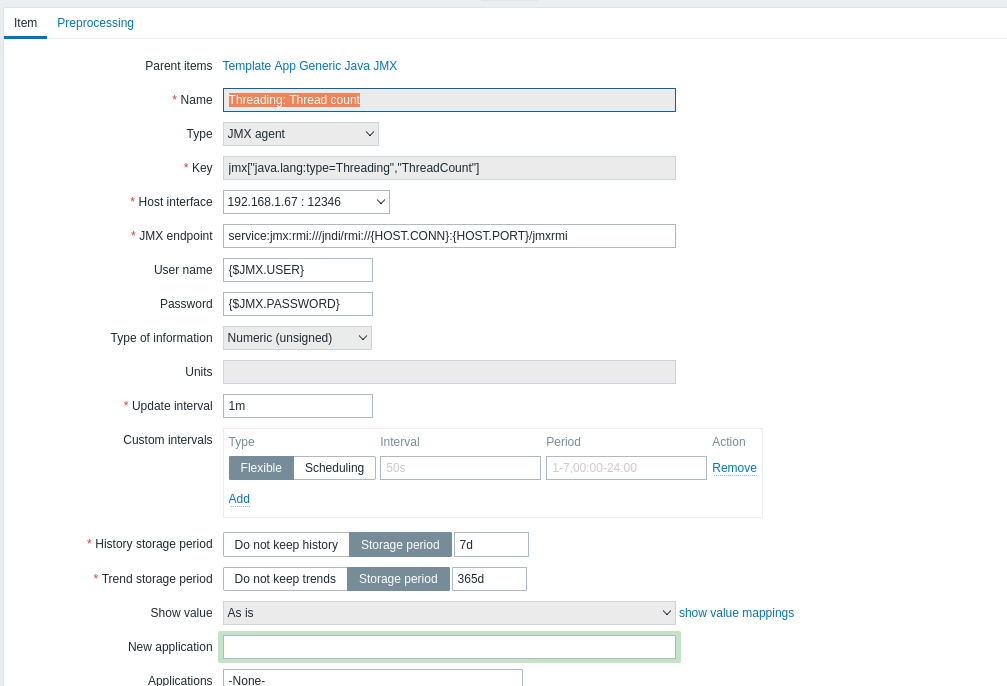 Item Preprocessing
Parent items Template App Generic Java JMX
* Name Threading: Thread count
Type JMX agent
* Key jmx["java.lang:type=Threading","ThreadCount"]
* Host interface 192.168.1.67 : 12346
* JMX endpoint service:jmx:rmi:///jndi/rmi://{HOST.CONN}:{HOST.PORT}/jmxrmi
User name {$JMX.USER}
Password {$JMX.PASSWORD}
Type of information Numeric (unsigned)
Units
* Update interval 1m
Custom intervals Type Interval Period Action
Flexible Scheduling 50s 1-7,00:00-24:00 Remove
Add
* History storage period Do not keep history Storage period 7d
* Trend storage period Do not keep trends Storage period 365d
Show value As is show value mappings
New application
Applications -None-